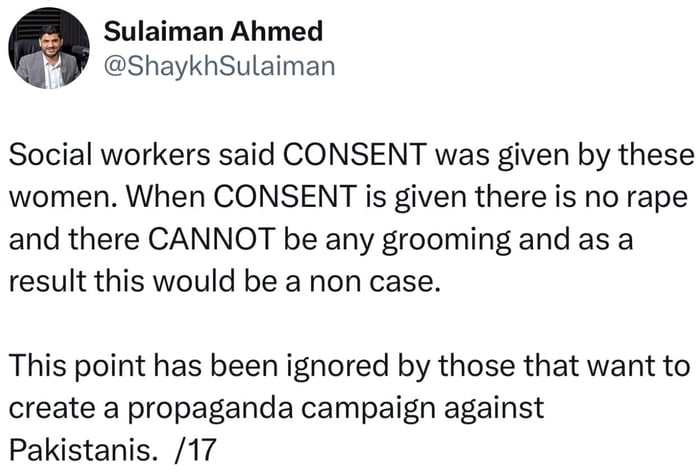 Sulaiman Ahmed
@ShaykhSulaiman
Social workers said CONSENT was given by these
women. When CONSENT is given there is no rape
and there CANNOT be any grooming and as a
result this would be a non case.
This point has been ignored by those that want to
create a propaganda campaign against
Pakistanis. /17